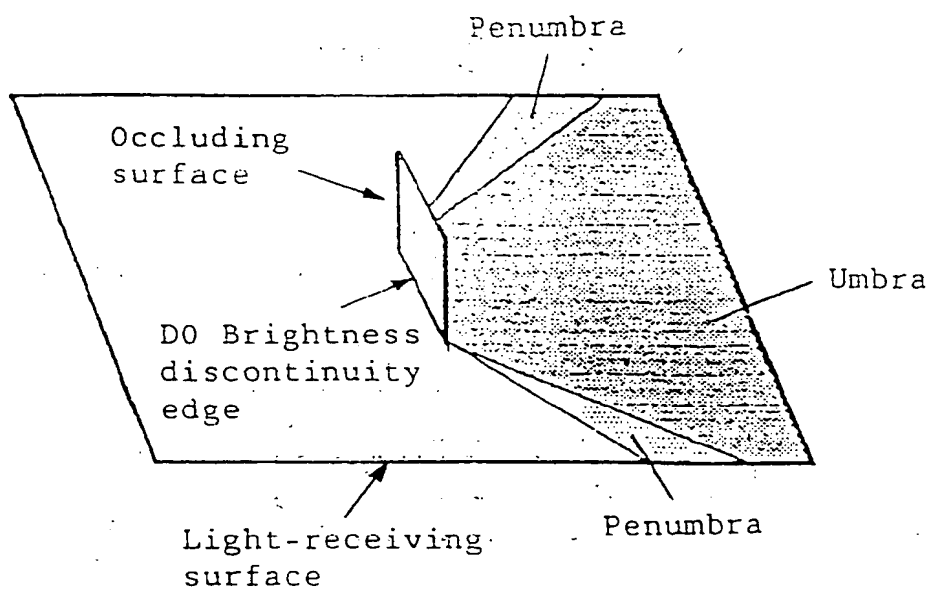 Penumbra
Occluding
surface
Umbra
D0 Brightness
discontinuity
edge
Penumbra
Light-receiving
surface